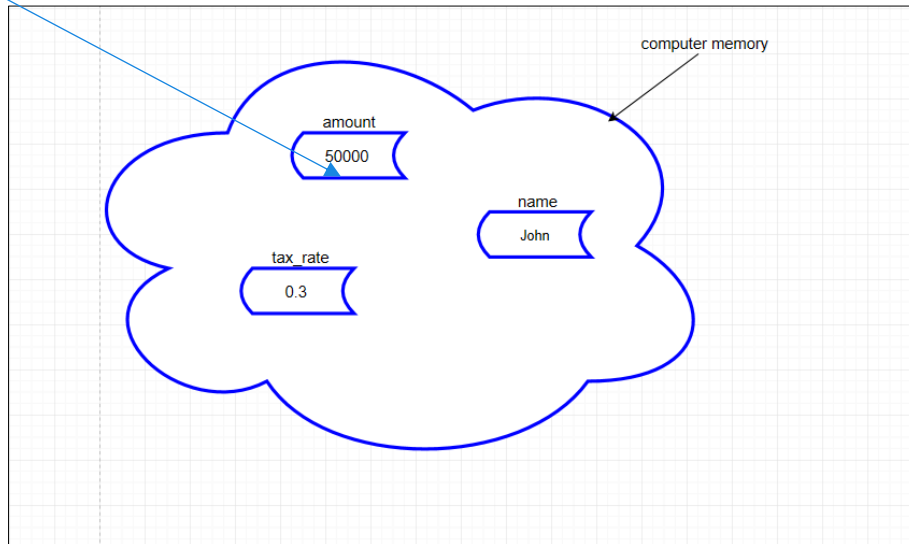 computer memory
amount
50000
name
John
tax_rate
0.3